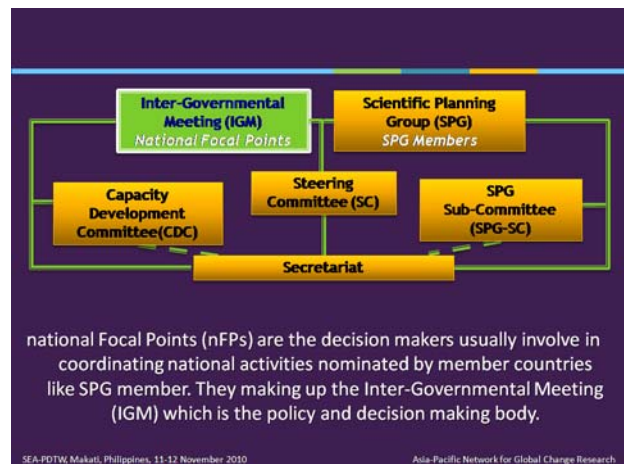 Inter-Governmental
Meeting (IGM)
National Focal Points
Scientific Planning
Group (SPG)
SPG Members
Capacity
Development
Committee(CDC)
Steering
Committee (SC)
SPG
Sub-Committee
(SPG-SC)
Secretariat
national Focal Points (nFPs) are the decision makers usually involve in
coordinating national activities nominated by member countries
like SPG member. They making up the Inter-Governmental Meeting
(IGM) which is the policy and decision making body.
SEA-PDTW, Makati, Philippines, 11-12 November 2010
Asia-Pacific Network for Global Change Research